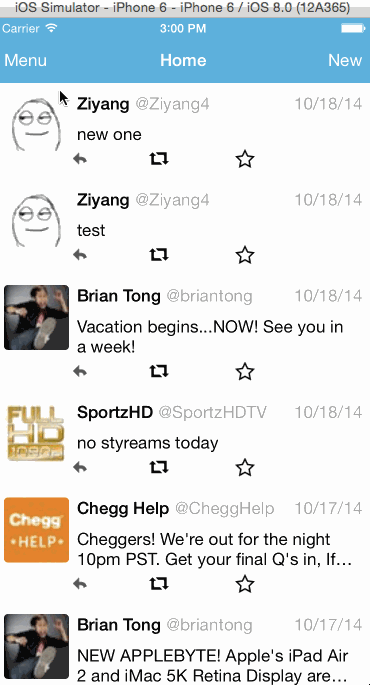 iOS Simulator - iPhone 6 - iPhone 6 / iOS 8.0 (12A365)
Carrier 3:00 PM
Menu Home New
Ziyang @Ziyang4 10/18/14
new one
Ziyang @Ziyang4 10/18/14
test
Brian Tong @briantong 10/18/14
Vacation begins...NOW! See you in
a week!
SportzHD @SportzHDTV 10/18/14
FULL
HD
1080p
no styreams today
Chegg Help @CheggHelp 10/17/14
Chegg
•HELP•
Cheggers! We're out for the night
10pm PST. Get your final Q's in, If…
Brian Tong @briantong 10/17/14
NEW APPLEBYTE! Apple's iPad Air
2 and iMac 5K Retina Display are…